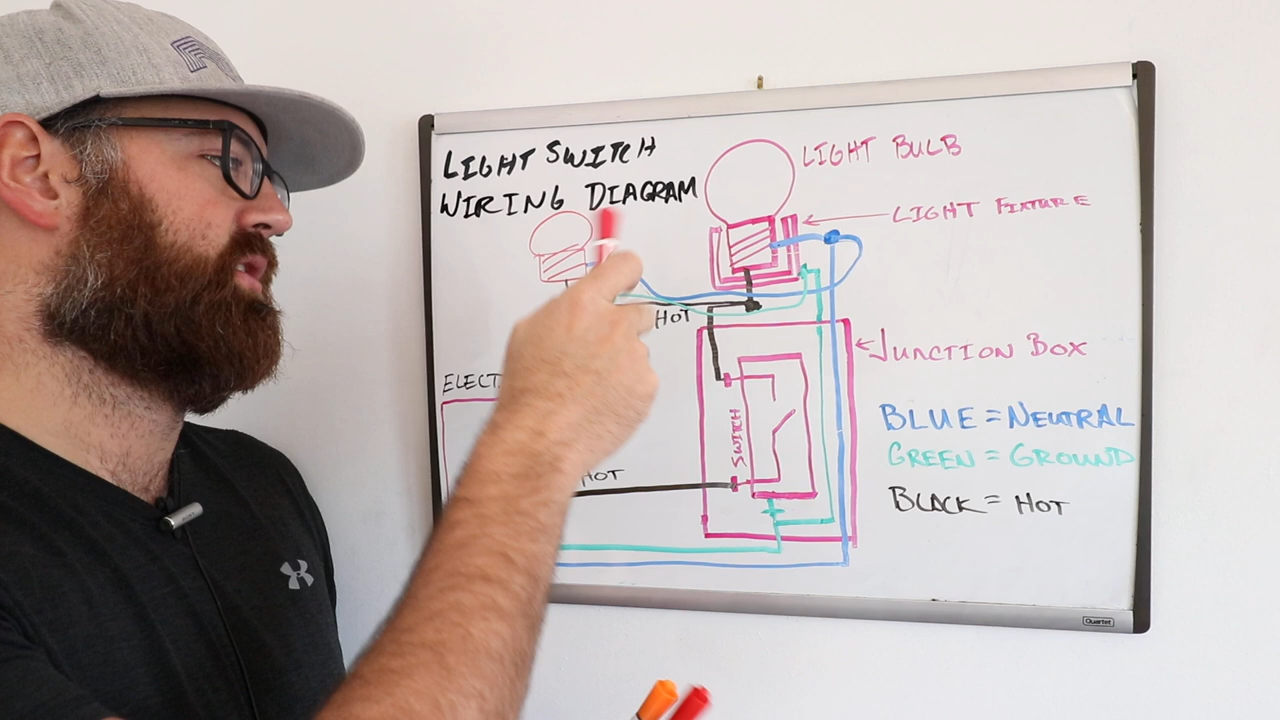 LIGHT SWITCH
WIRING DIAGRAM
LIGHT BULB
LIGHT FIXTURE
HOT
JUNCTION BOX
ELECT
SWITCH
BLUE = NEUTRAL
GREEN = GROUND
BLACK = HOT
HOT
Quartet